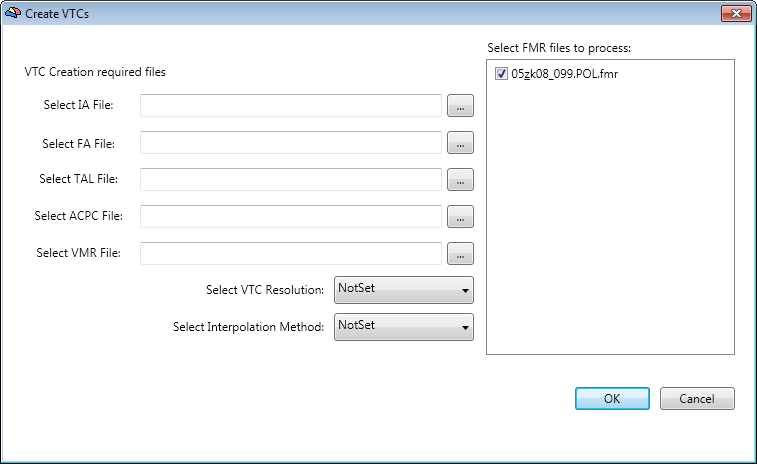 Create VTCs
Select FMR files to process:
VTC Creation required files
05zk08_099.POL.fmr
Select IA File:
...
Select FA File:
...
Select TAL File:
...
Select ACPC File:
...
Select VMR File:
...
Select VTC Resolution:
NotSet
Select Interpolation Method:
NotSet
OK
Cancel